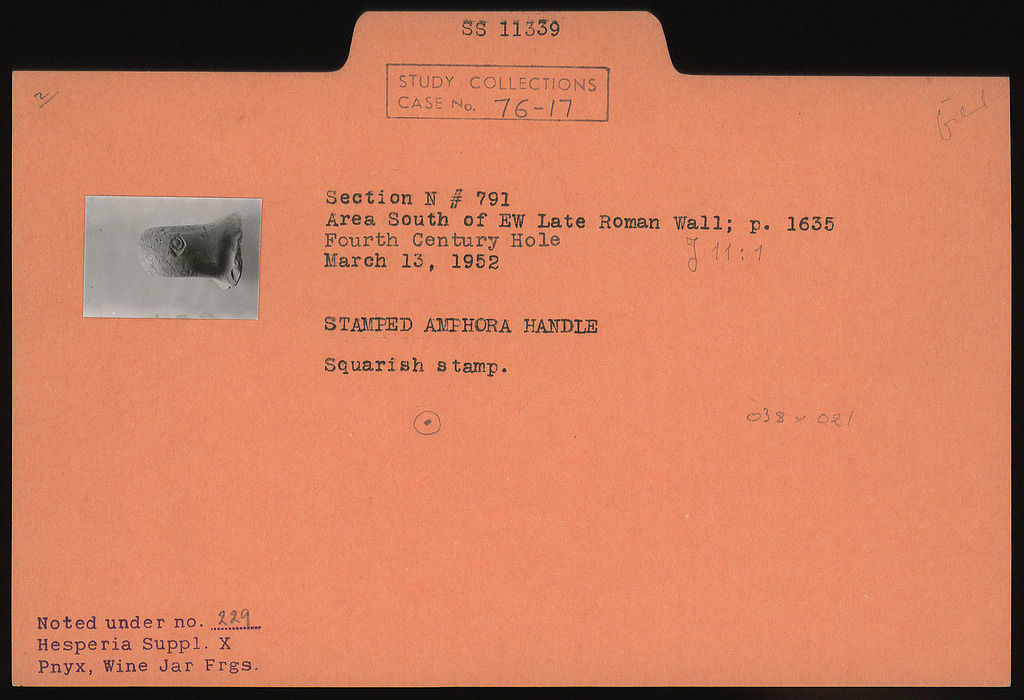 SS 11339
STUDY COLLECTIONS
CASE No. 76-17
Section N # 791
Area South of EW Late Roman Wall; p. 1635
Fourth Century Hole
J 11:1
March 13, 1952
STAMPED AMPHORA HANDLE
Squarish stamp.
038 x 021
Noted under no. 229
Hesperia Suppl. X
Pnyx, Wine Jar Frgs.